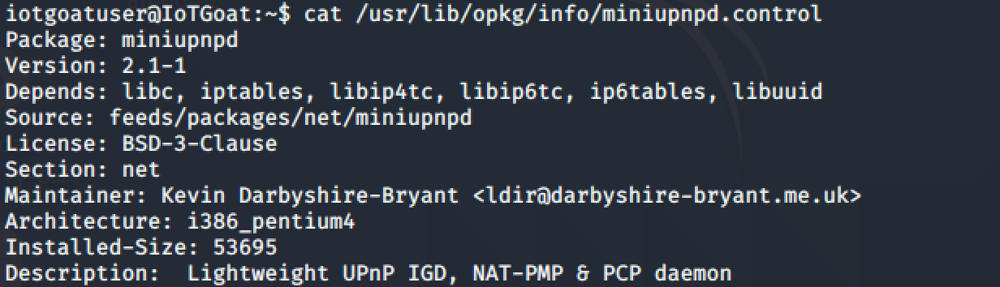 iotgoatuser@IoTGoat:~$ cat /usr/lib/opkg/info/miniupnpd.control
Package: miniupnpd
Version: 2.1-1
Depends: libc, iptables, libip4tc, libip6tc, ip6tables, libuuid
Source: feeds/packages/net/miniupnpd
License: BSD-3-Clause
Section: net
Maintainer: Kevin Darbyshire-Bryant <ldir@darbyshire-bryant.me.uk>
Architecture: i386_pentium4
Installed-Size: 53695
Description:  Lightweight UPnP IGD, NAT-PMP & PCP daemon